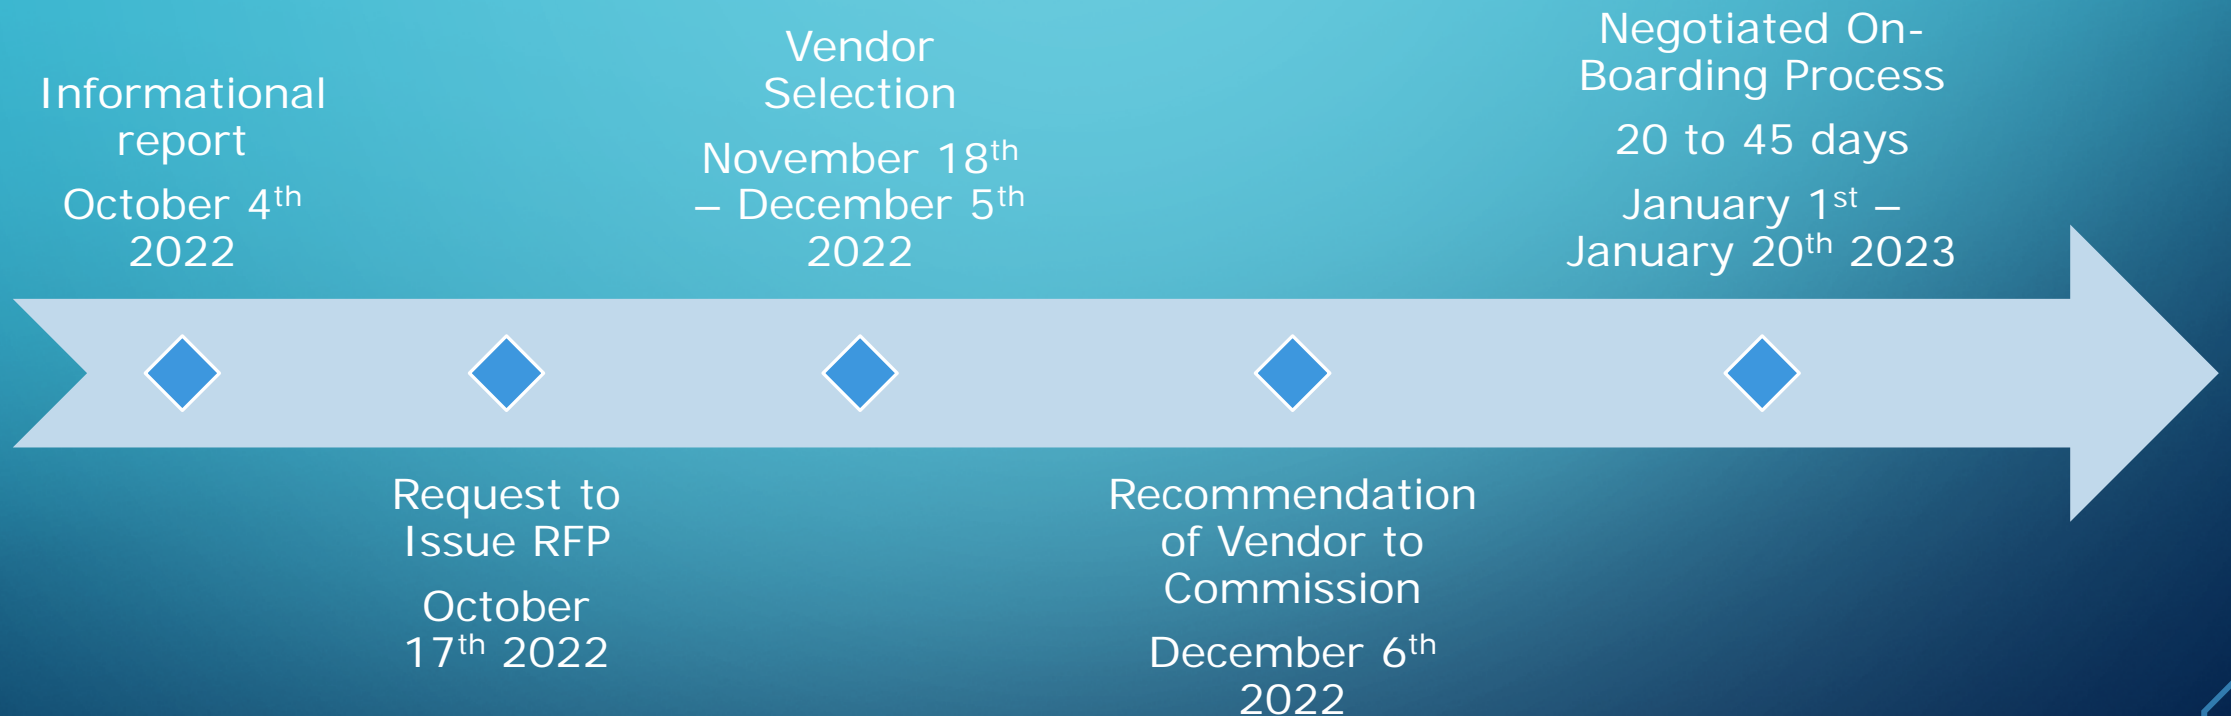 Informational
report
October 4th
2022
Request to
Issue RFP
October
17th 2022
Vendor
Selection
November 18th
– December 5th
2022
Recommendation
of Vendor to
Commission
December 6th
2022
Negotiated On-
Boarding Process
20 to 45 days
January 1st –
January 20th 2023